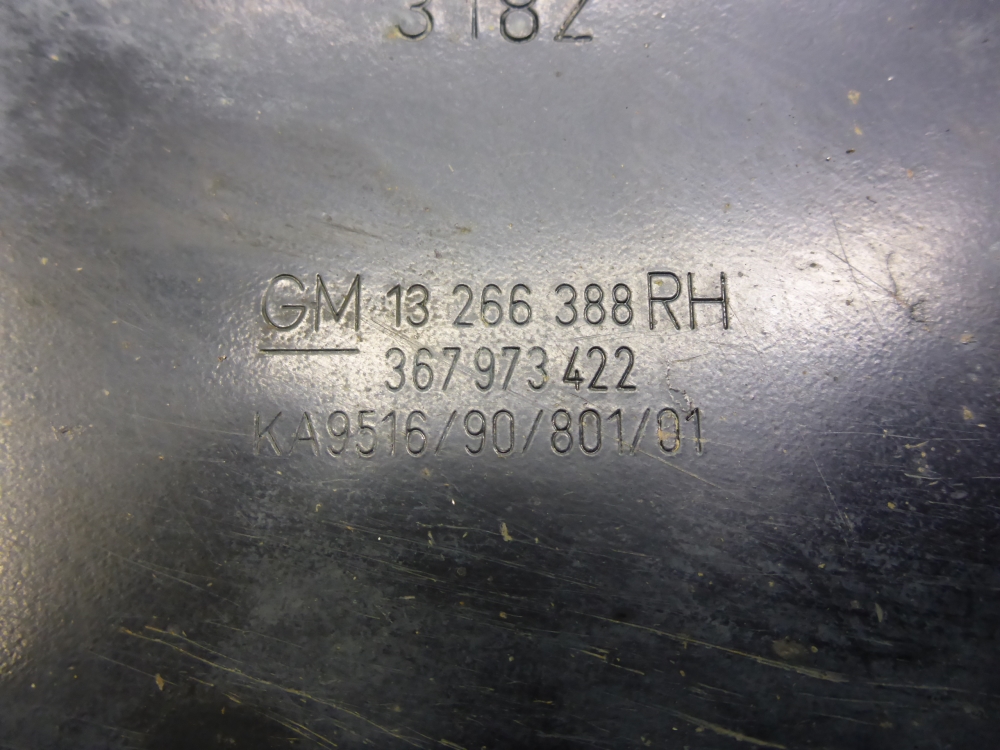 3182
GM 13 266 388 RH
367 973 422
KA9516/90/801/01